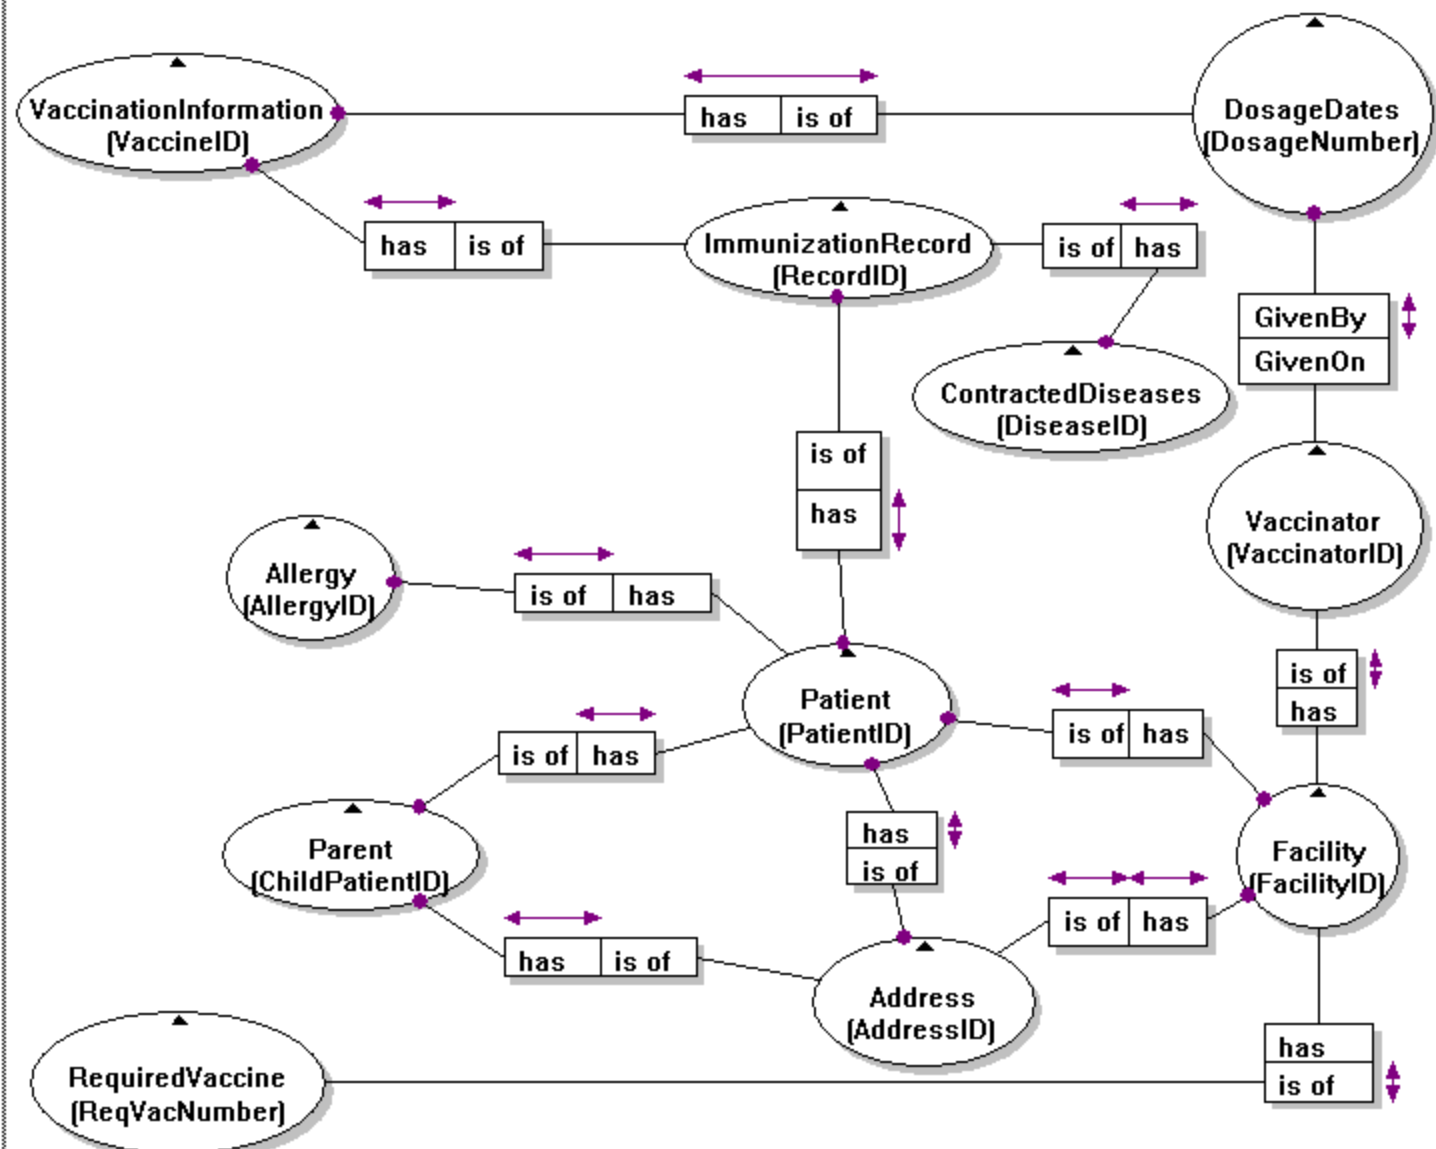 VaccinationInformation
(VaccineID)
has
is of
DosageDates
(DosageNumber)
has
is of
ImmunizationRecord
(RecordID)
is of
has
GivenBy
GivenOn
ContractedDiseases
(DiseaseID)
is of
has
Vaccinator
(VaccinatorID)
Allergy
(AllergyID)
is of
has
Patient
(PatientID)
is of
has
is of
has
is of
has
Parent
(ChildPatientID)
has
is of
Facility
(FacilityID)
is of
has
has
is of
Address
(AddressID)
RequiredVaccine
(ReqVacNumber)
has
is of